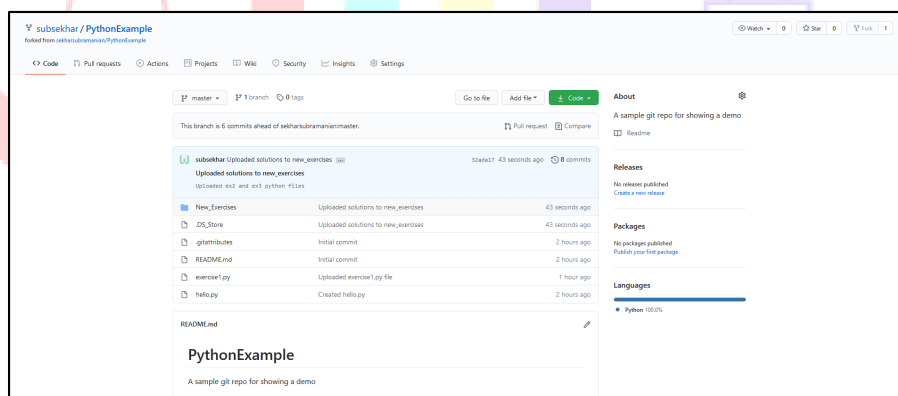 subsekhar / PythonExample
forked from sekharsubramanian/PythonExample
Watch 0 Star 0 Fork 1
Code Pull requests Actions Projects Wiki Security Insights Settings
master 1 branch 0 tags Go to file Add file Code
This branch is 6 commits ahead of sekharsubramanian:master. Pull request Compare
subsekhar Uploaded solutions to new_exercises ... 43 seconds ago 8 commits
Uploaded solutions to new_exercises
Uploaded ex2 and ex3 python files
New_Exercises Uploaded solutions to new_exercises 43 seconds ago
.DS_Store Uploaded solutions to new_exercises 43 seconds ago
.gitattributes Initial commit 2 hours ago
README.md Initial commit 2 hours ago
exercise1.py Uploaded exercise1.py file 1 hour ago
hello.py Created hello.py 2 hours ago
README.md
PythonExample
A sample git repo for showing a demo
About
A sample git repo for showing a demo
Readme
Releases
No releases published
Create a new release
Packages
No packages published
Publish your first package
Languages
Python 100.0%